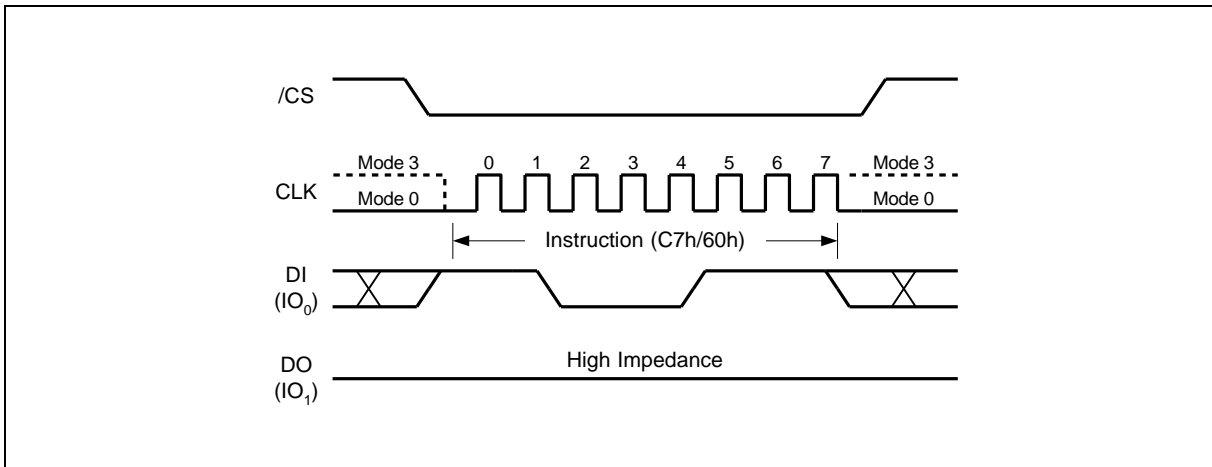 /CS
Mode 3 0 1 2 3 4 5 6 7 Mode 3
CLK
Mode 0 Mode 0
Instruction (C7h/60h)
DI
(IO0)
High Impedance
DO
(IO1)